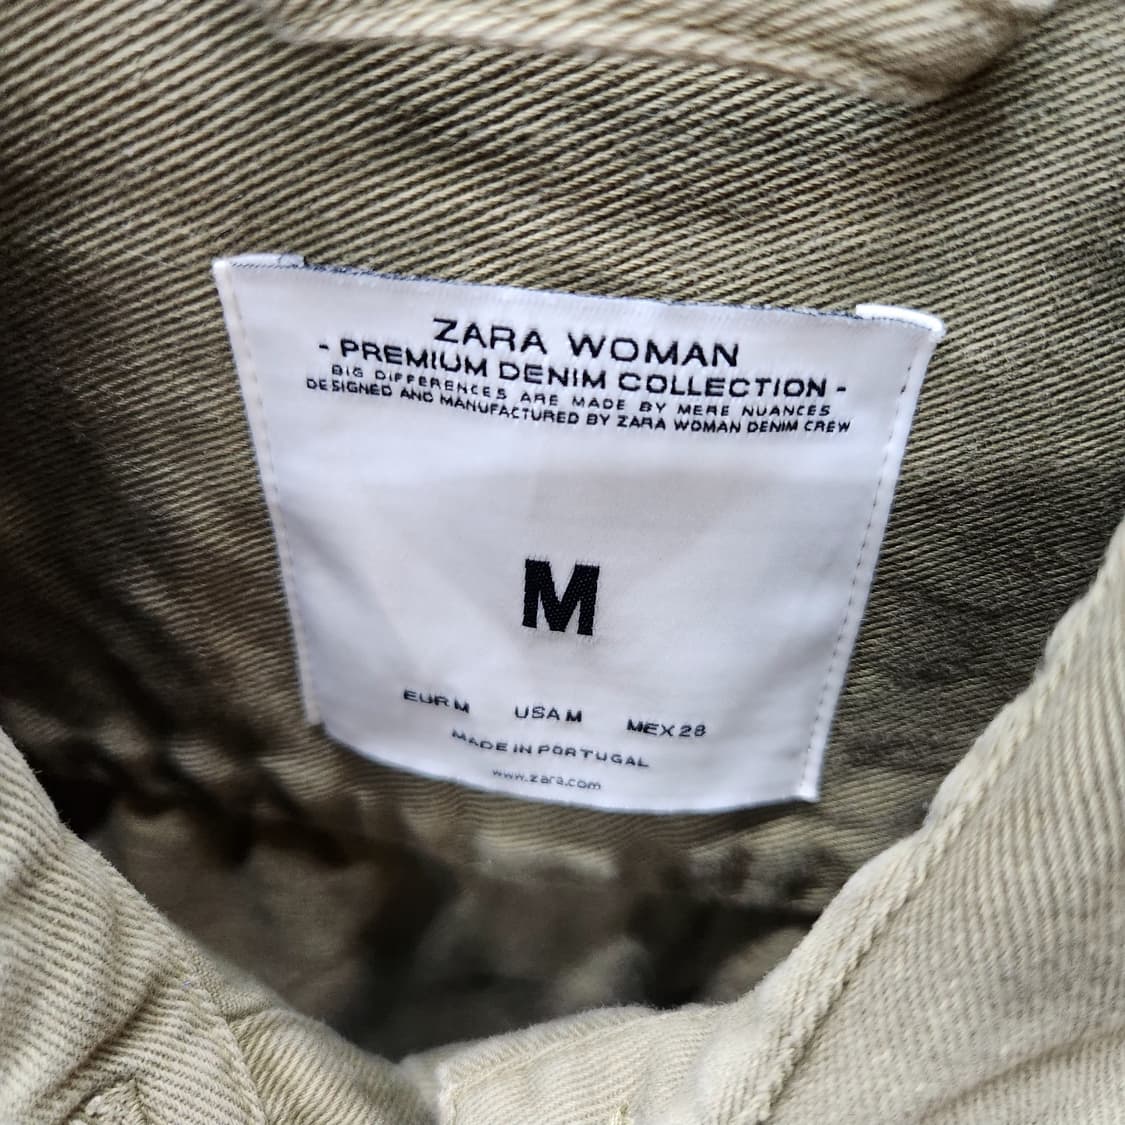 ZARA WOMAN
- PREMIUM DENIM COLLECTION -
BIG DIFFERENCES ARE MADE BY MERE NUANCES
DESIGNED AND MANUFACTURED BY ZARA WOMAN DENIM CREW
M
EUR M USA M MEX 28
MADE IN PORTUGAL
www.zara.com